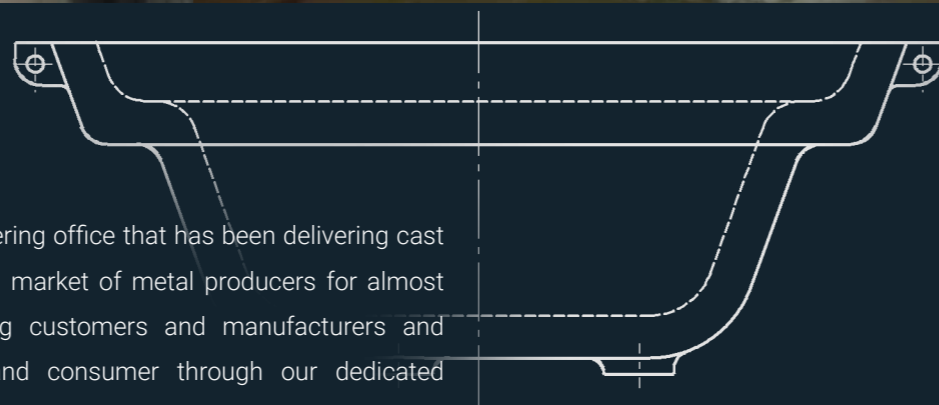 ering office that has been delivering cast
market of metal producers for almost
g customers and manufacturers and
nd consumer through our dedicated